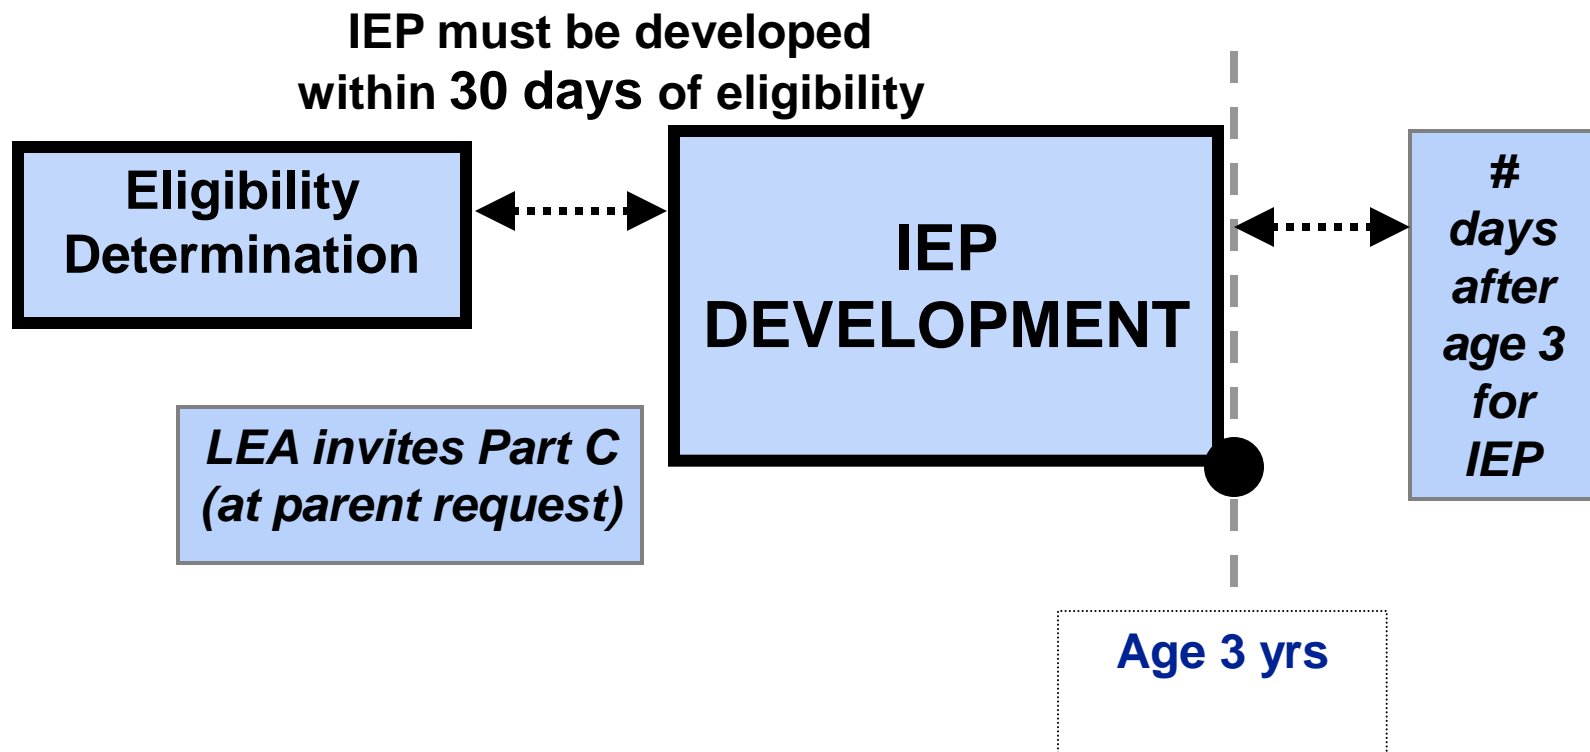 IEP must be developed
within 30 days of eligibility
Eligibility
Determination
IEP
DEVELOPMENT
#
days
after
age 3
for
IEP
LEA invites Part C
(at parent request)
Age 3 yrs